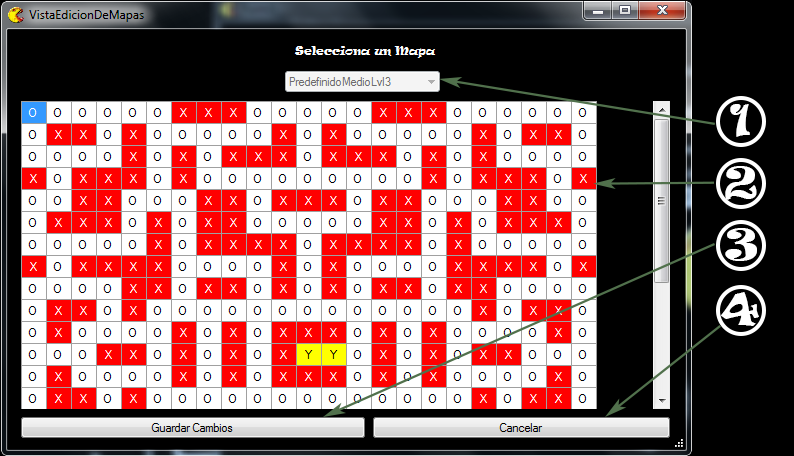 VistaEdicionDeMapas
Selecciona un Mapa
PredefinidoMedioLvl3
O O O O O O X X X O O O O O X X X O O O O O O
O X X O X O O O O O X O X O O O O O X O X X O
O O O O X O X O X X X O X X X O X O X O O O O
X O X X X O X O O O O O O O O O X O X X X O X
O O X X O O O X X O X X X O X X O O O X X O O
O X X X O X O X X O O O O O X X O X O X X X O
O O O O O X O X X X X O X X X X O X O O O O O
X O X X X X O O O O X O X O O O O X X X X O X
O O O O X X O X X O X O X O X X O X X O O O O
O X X O X O O O O O O O O O O O O O X O X X O
O X O O O O X O X O X X X O X O X O O O O X O
O O O X X O X O X O X Y Y O X O X O X X O O O
O X O O O O X O X O X X X O X O X O O O O X O
O X X O X O O O O O O O O O O O O O X O X X O
Guardar Cambios
Cancelar
1
2
3
4